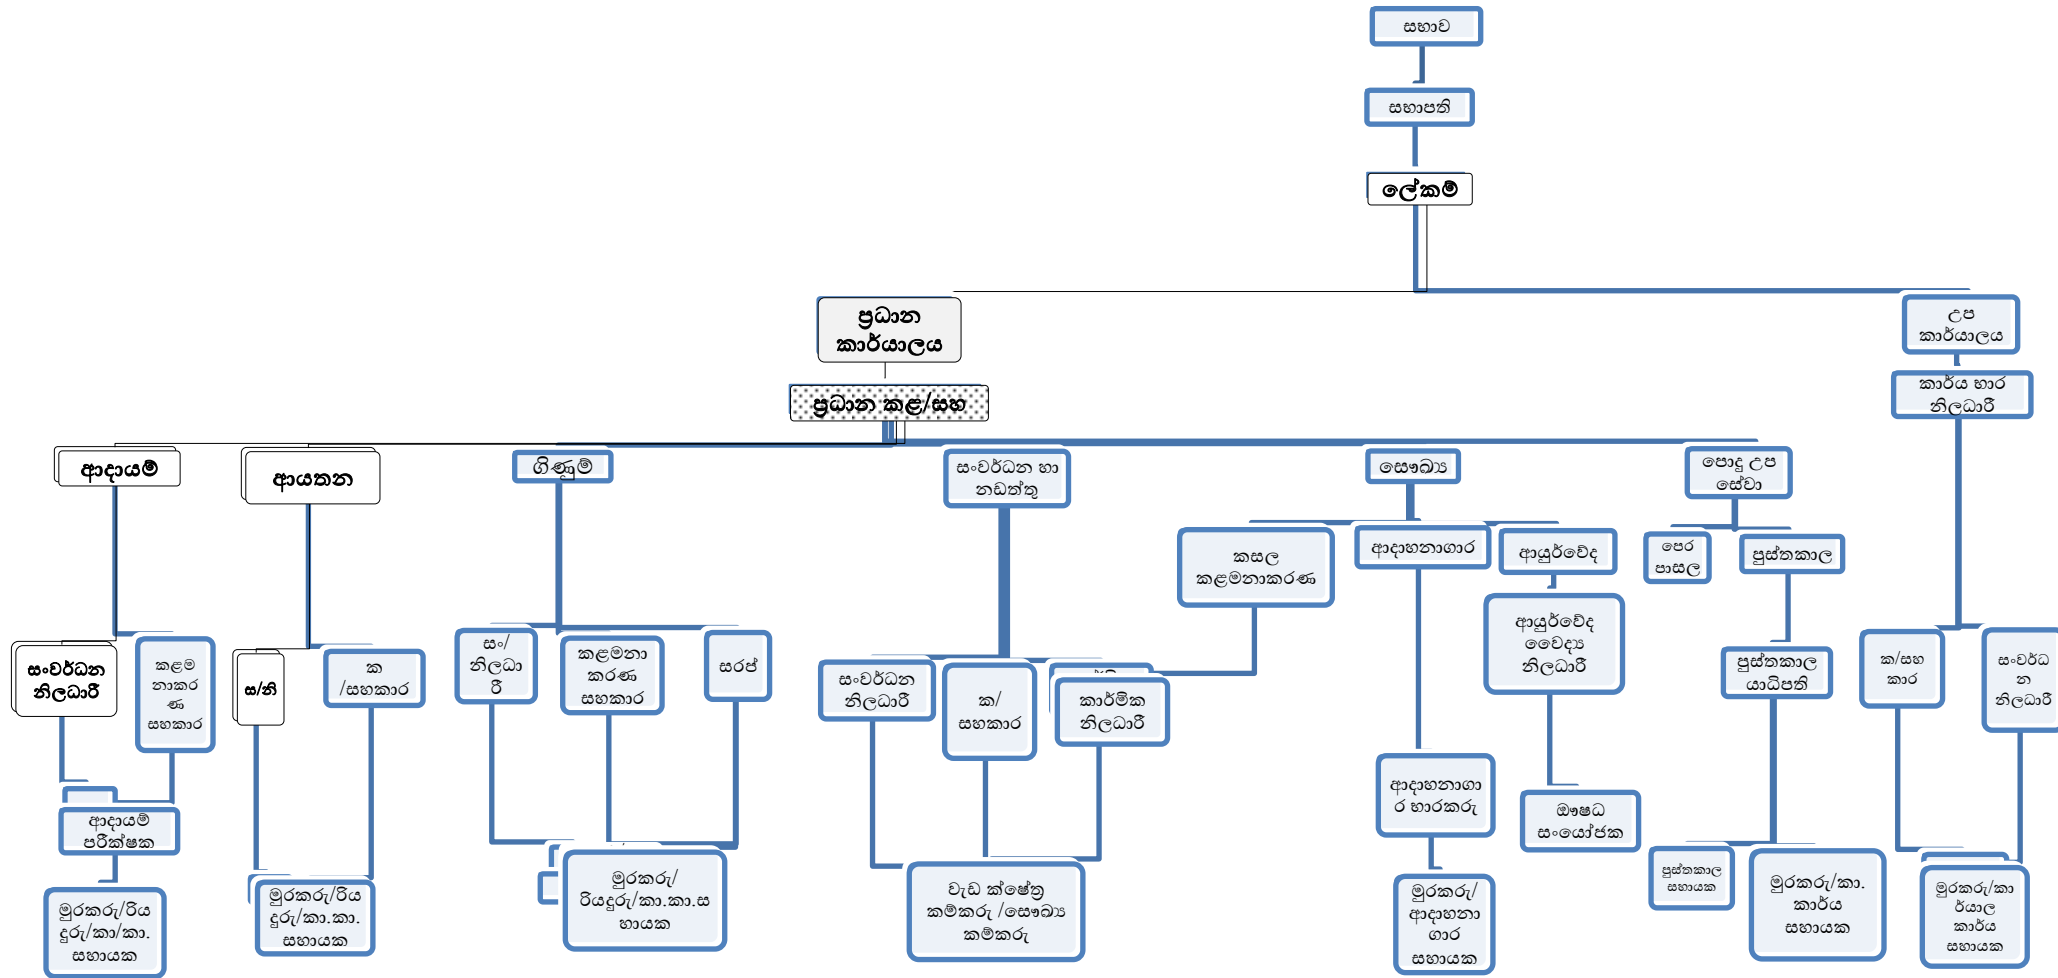 සභාව
සභාපති
ලේකම්
ප්‍රධාන
කාර්යාලය
උප
කාර්යාලය
ප්‍රධාන කළ/සහ
කාර්ය භාර
නිලධාරී
ආදායම්
ආයතන
ගිණුම්
සංවර්ධන හා
නඩත්තු
සෞඛ්‍ය
පොදු උප
සේවා
කසල
කළමනාකරණ
ආදාහනාගාර
ආයුර්වේද
පෙර
පාසල
පුස්තකාල
ආයුර්වේද
වෛද්‍ය
නිලධාරී
සංවර්ධන
නිලධාරී
කළම
නාකර
ණ
සහකාර
ස/නි
ක
/සහකාර
සං/
නිලධා
රී
කළමනා
කරණ
සහකාර
සරප්
සංවර්ධන
නිලධාරී
ක/
සහකාර
කාර්මික
නිලධාරී
පුස්තකාල
යාධිපති
ක/සහ
කාර
සංවර්ධ
න
නිලධාරී
ආදායම්
පරීක්ෂක
ආදාහනාගා
ර භාරකරු
ඖෂධ
සංයෝජක
මුරකරු/රිය
දුරු/කා/කා.
සහායක
මුරකරු/රිය
දුරු/කා.කා.
සහායක
මුරකරු/
රියදුරු/කා.කා.ස
හායක
වැඩ ක්ෂේත්‍ර
කම්කරු /සෞඛ්‍ය
කම්කරු
මුරකරු/
ආදාහනා
ගාර
සහායක
පුස්තකාල
සහායක
මුරකරු/කා.
කාර්ය
සහායක
මුරකරු/කා
ර්යාල
කාර්ය
සහායක